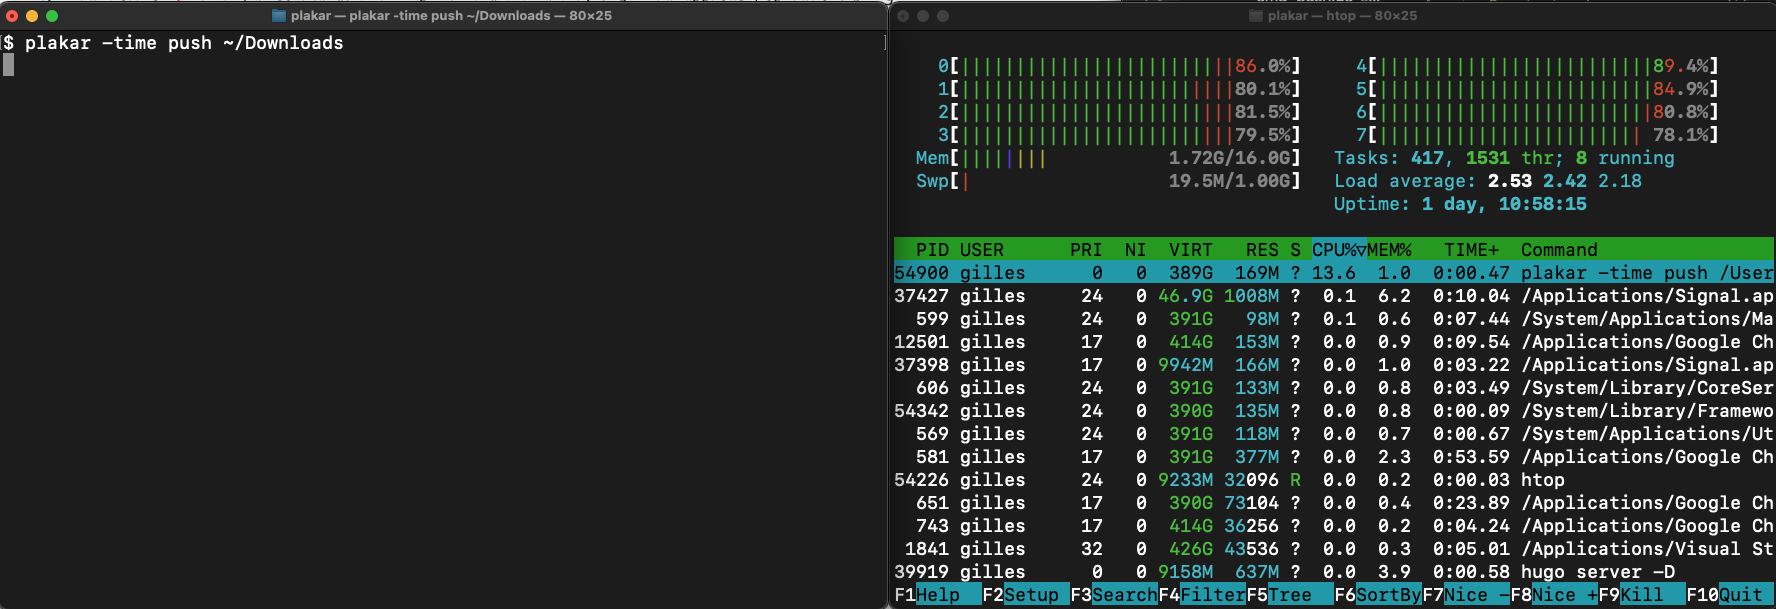 plakar — plakar -time push ~/Downloads — 80×25
$ plakar -time push ~/Downloads
plakar — htop — 80×25
0[||||||||||||||||||||||||86.0%] 4[||||||||||||||||||||||||89.4%]
1[||||||||||||||||||||||||80.1%] 5[||||||||||||||||||||||||84.9%]
2[||||||||||||||||||||||||81.5%] 6[||||||||||||||||||||||||80.8%]
3[||||||||||||||||||||||||79.5%] 7[|||||||||||||||||||||||| 78.1%]
Mem[|||||||| 1.72G/16.0G] Tasks: 417, 1531 thr; 8 running
Swp[| 19.5M/1.00G] Load average: 2.53 2.42 2.18
Uptime: 1 day, 10:58:15
PID USER PRI NI VIRT RES S CPU%▽MEM% TIME+ Command
54900 gilles 0 0 389G 169M ? 13.6 1.0 0:00.47 plakar -time push /User
37427 gilles 24 0 46.9G 1008M ? 0.1 6.2 0:10.04 /Applications/Signal.ap
599 gilles 24 0 391G 98M ? 0.1 0.6 0:07.44 /System/Applications/Ma
12501 gilles 17 0 414G 153M ? 0.0 0.9 0:09.54 /Applications/Google Ch
37398 gilles 17 0 9942M 166M ? 0.0 1.0 0:03.22 /Applications/Signal.ap
606 gilles 24 0 391G 133M ? 0.0 0.8 0:03.49 /System/Library/CoreSer
54342 gilles 24 0 390G 135M ? 0.0 0.8 0:00.09 /System/Library/Framewo
569 gilles 24 0 391G 118M ? 0.0 0.7 0:00.67 /System/Applications/Ut
581 gilles 17 0 391G 377M ? 0.0 2.3 0:53.59 /Applications/Google Ch
54226 gilles 24 0 9233M 32096 R 0.0 0.2 0:00.03 htop
651 gilles 17 0 390G 73104 ? 0.0 0.4 0:23.89 /Applications/Google Ch
743 gilles 17 0 414G 36256 ? 0.0 0.2 0:04.24 /Applications/Google Ch
1841 gilles 32 0 426G 43536 ? 0.0 0.3 0:05.01 /Applications/Visual St
39919 gilles 0 0 9158M 637M ? 0.0 3.9 0:00.58 hugo server -D
F1Help F2Setup F3SearchF4FilterF5Tree F6SortByF7Nice -F8Nice +F9Kill F10Quit